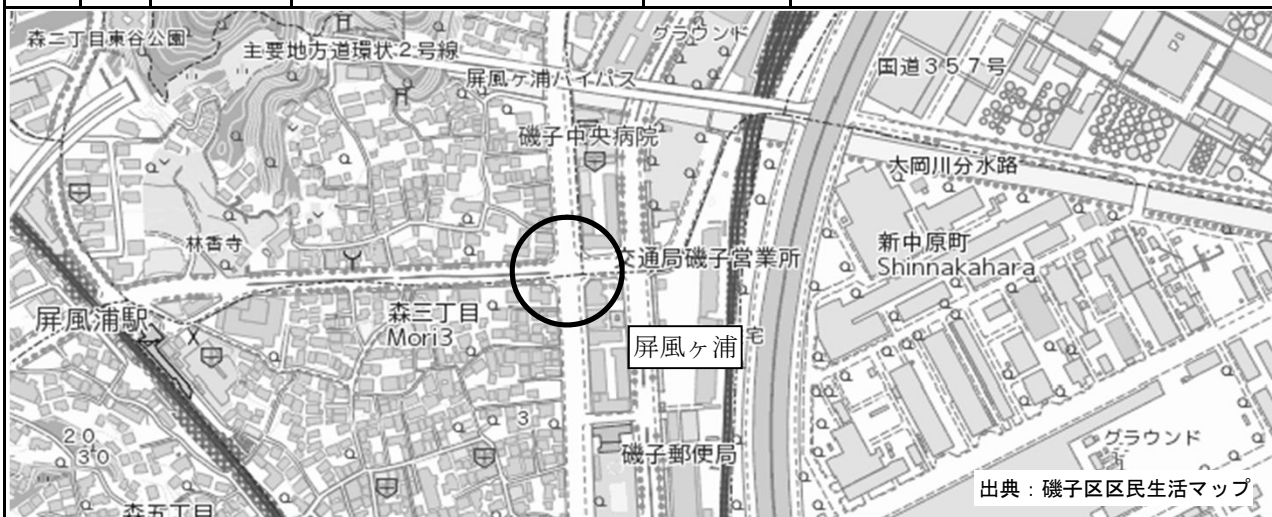 森二丁目東谷公園
主要地方道環状2号線
グラウンド
屏風ヶ浦バイパス
国道357号
磯子中央病院
大岡川分水路
林香寺
交通局磯子営業所
新中原町
Shinnakahara
森三丁目
Mori3
屏風浦駅
屏風ヶ浦
宅
3
20
30
磯子郵便局
グラウンド
森五丁目
出典:磯子区区民生活マップ